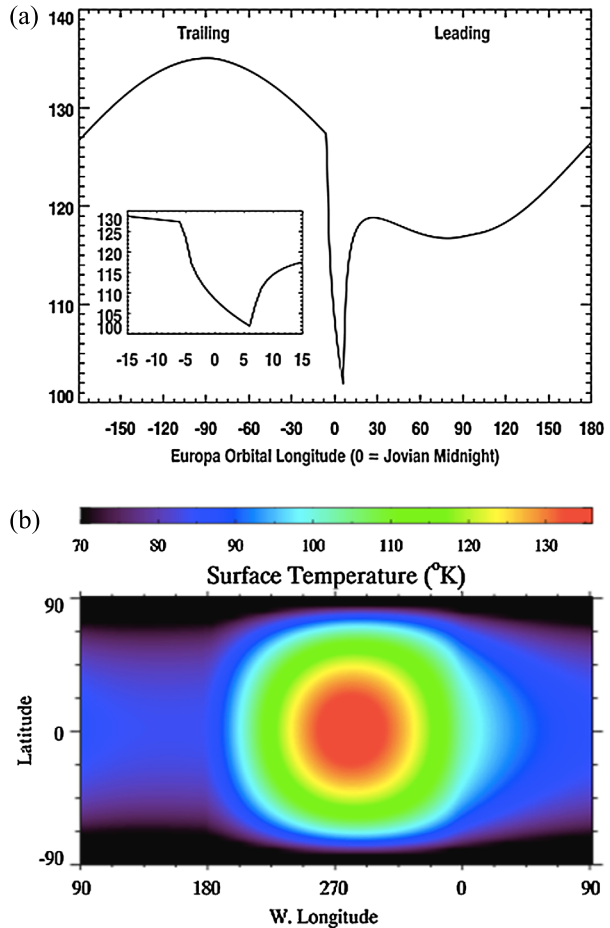 (a)
140
130
120
110
100
Trailing
Leading
130
125
120
115
110
105
100
-15 -10 -5 0 5 10 15
-150 -120 -90 -60 -30 0 30 60 90 120 150 180
Europa Orbital Longitude (0 = Jovian Midnight)
(b)
70 80 90 100 110 120 130
Surface Temperature (°K)
90
0
-90
Latitude
90 180 270 0 90
W. Longitude